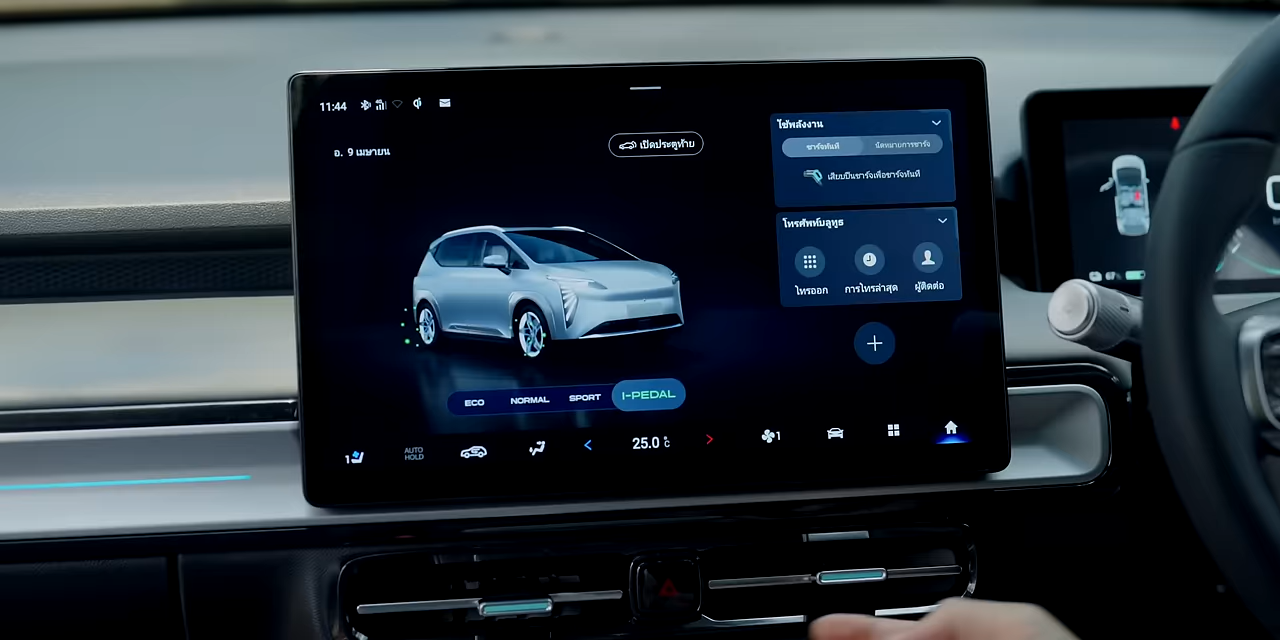 11:44
อ. 9 เมษายน
เปิดประตูท้าย
ใช้พลังงาน
ชาร์จทันที นัดหมายการชาร์จ
เสียบปืนชาร์จเพื่อชาร์จทันที
โทรศัพท์บลูทูธ
โทรออก การโทรล่าสุด ผู้ติดต่อ
ECO NORMAL SPORT I-PEDAL
1 AUTO HOLD 25.0 °C 1
67%